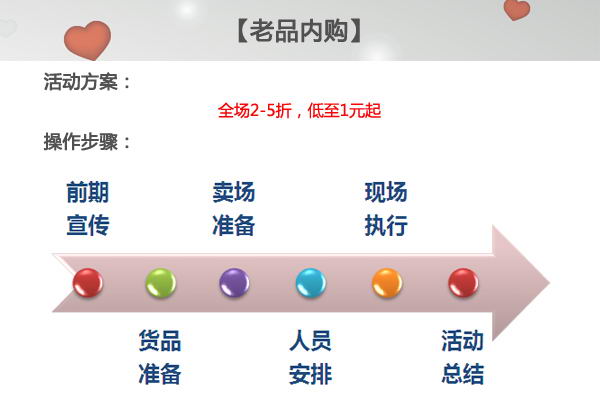 【老品内购】
活动方案：
全场2-5折，低至1元起
操作步骤：
前期
宣传
货品
准备
卖场
准备
人员
安排
现场
执行
活动
总结